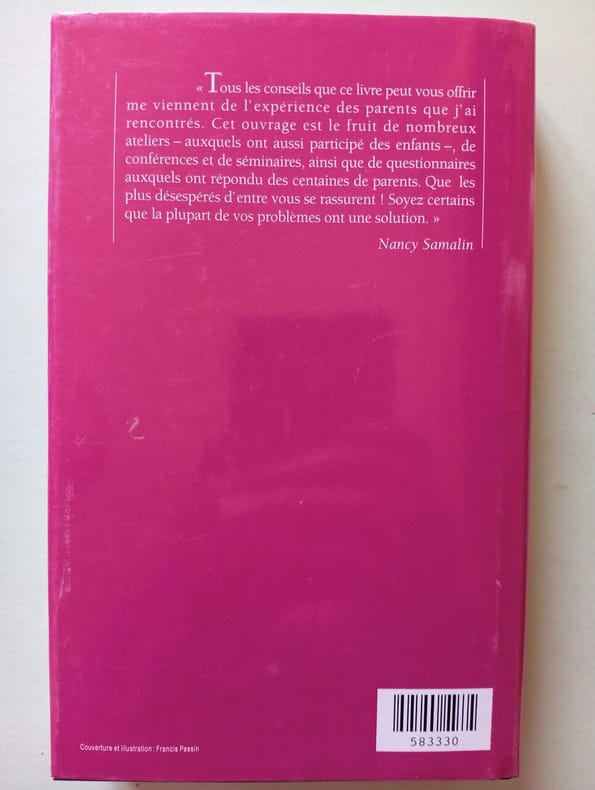 « Tous les conseils que ce livre peut vous offrir
me viennent de l'expérience des parents que j'ai
rencontrés. Cet ouvrage est le fruit de nombreux
ateliers – auxquels ont aussi participé des enfants –, de
conférences et de séminaires, ainsi que de questionnaires
auxquels ont répondu des centaines de parents. Que les
plus désespérés d'entre vous se rassurent ! Soyez certains
que la plupart de vos problèmes ont une solution. »
Nancy Samalin
583330
Couverture et illustration : Francis Pessin